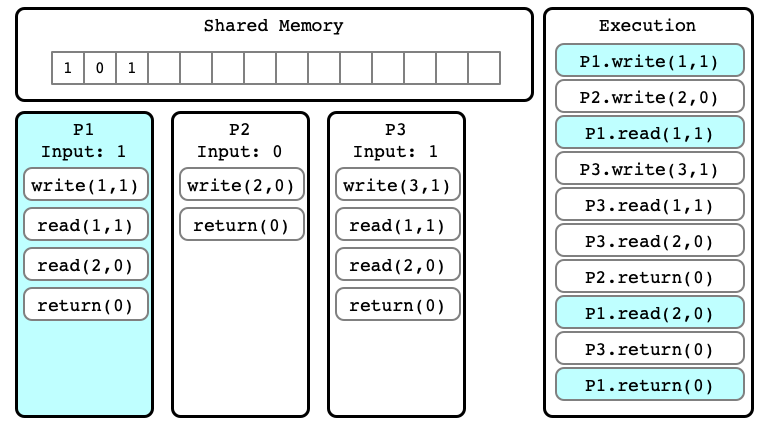 Shared Memory
1 0 1
P1
Input: 1
write(1,1)
read(1,1)
read(2,0)
return(0)
P2
Input: 0
write(2,0)
return(0)
P3
Input: 1
write(3,1)
read(1,1)
read(2,0)
return(0)
Execution
P1.write(1,1)
P2.write(2,0)
P1.read(1,1)
P3.write(3,1)
P3.read(1,1)
P3.read(2,0)
P2.return(0)
P1.read(2,0)
P3.return(0)
P1.return(0)